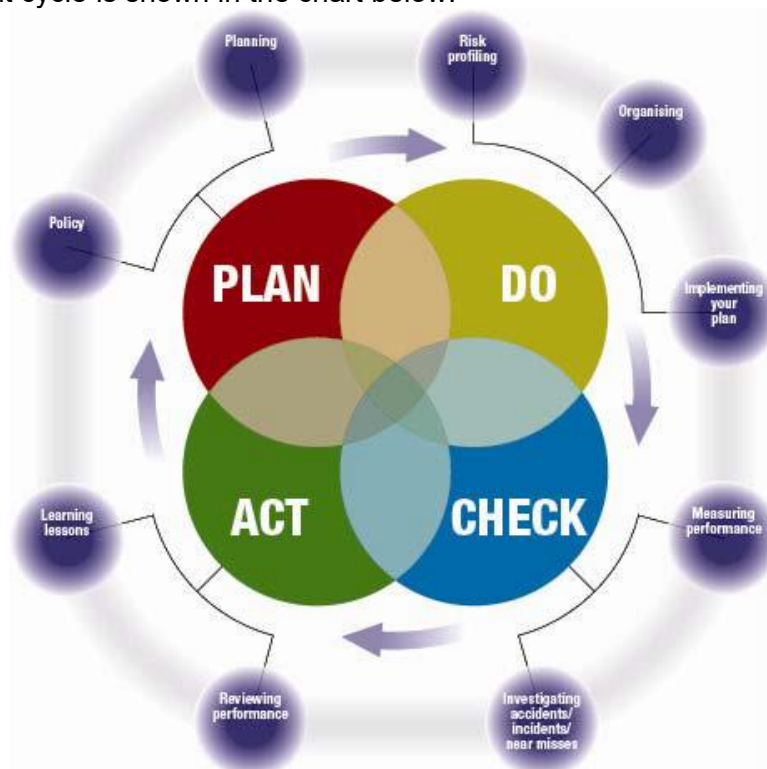 cycle is shown in the chart below.
Planning
Risk
profiling
Organising
Policy
PLAN
DO
Implementing
your
plan
ACT
CHECK
Learning
lessons
Measuring
performance
Reviewing
performance
Investigating
accidents/
incidents/
near misses